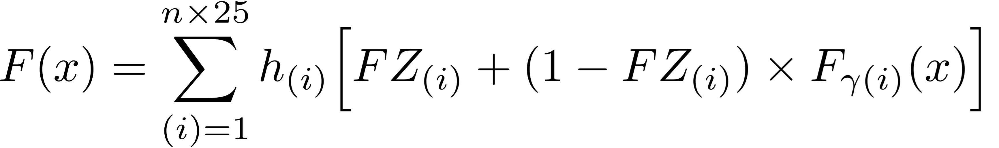 F(x) = \sum_{(i)=1}^{n \times 25} h_{(i)} \left[ FZ_{(i)} + (1 - FZ_{(i)}) \times F_{\gamma(i)}(x) \right]